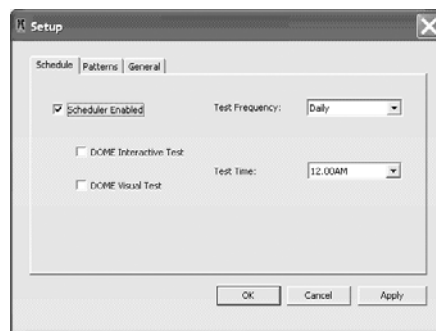 Setup
Schedule Patterns General
Scheduler Enabled Test Frequency: Daily
DOME Interactive Test
Test Time: 12.00AM
DOME Visual Test
OK Cancel Apply